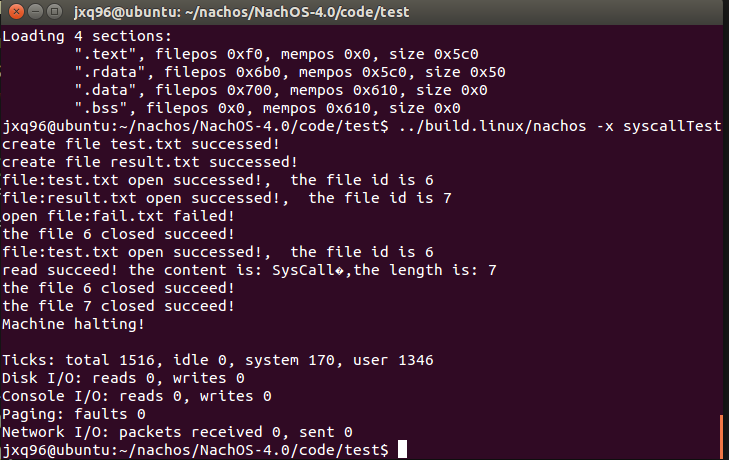 jxq96@ubuntu: ~/nachos/NachOS-4.0/code/test
Loading 4 sections:
".text", filepos 0xf0, mempos 0x0, size 0x5c0
".rdata", filepos 0x6b0, mempos 0x5c0, size 0x50
".data", filepos 0x700, mempos 0x610, size 0x0
".bss", filepos 0x0, mempos 0x610, size 0x0
jxq96@ubuntu:~/nachos/NachOS-4.0/code/test$ ../build.linux/nachos -x syscallTest
create file test.txt successed!
create file result.txt successed!
file:test.txt open successed!,  the file id is 6
file:result.txt open successed!,  the file id is 7
open file:fail.txt failed!
the file 6 closed succeed!
file:test.txt open successed!,  the file id is 6
read succeed! the content is: SysCall�,the length is: 7
the file 6 closed succeed!
the file 7 closed succeed!
Machine halting!
Ticks: total 1516, idle 0, system 170, user 1346
Disk I/O: reads 0, writes 0
Console I/O: reads 0, writes 0
Paging: faults 0
Network I/O: packets received 0, sent 0
jxq96@ubuntu:~/nachos/NachOS-4.0/code/test$